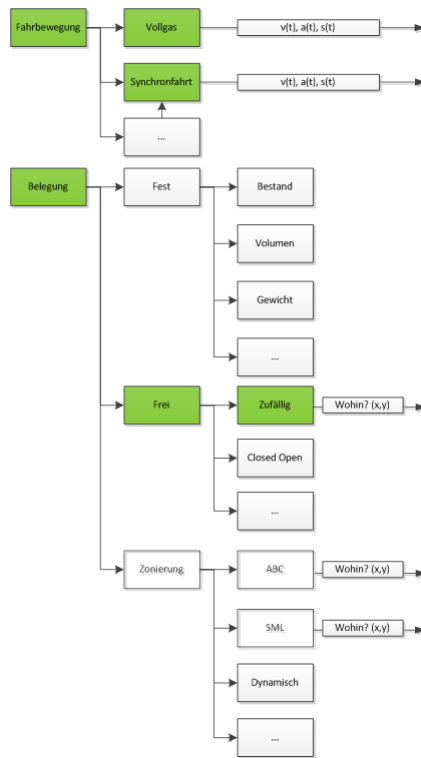 Fahrbewegung
Vollgas
v(t), a(t), s(t)
Synchronfahrt
v(t), a(t), s(t)
...
Belegung
Fest
Bestand
Volumen
Gewicht
...
Frei
Zufällig
Wohin? (x,y)
Closed Open
...
Zonierung
ABC
Wohin? (x,y)
SML
Wohin? (x,y)
Dynamisch
...